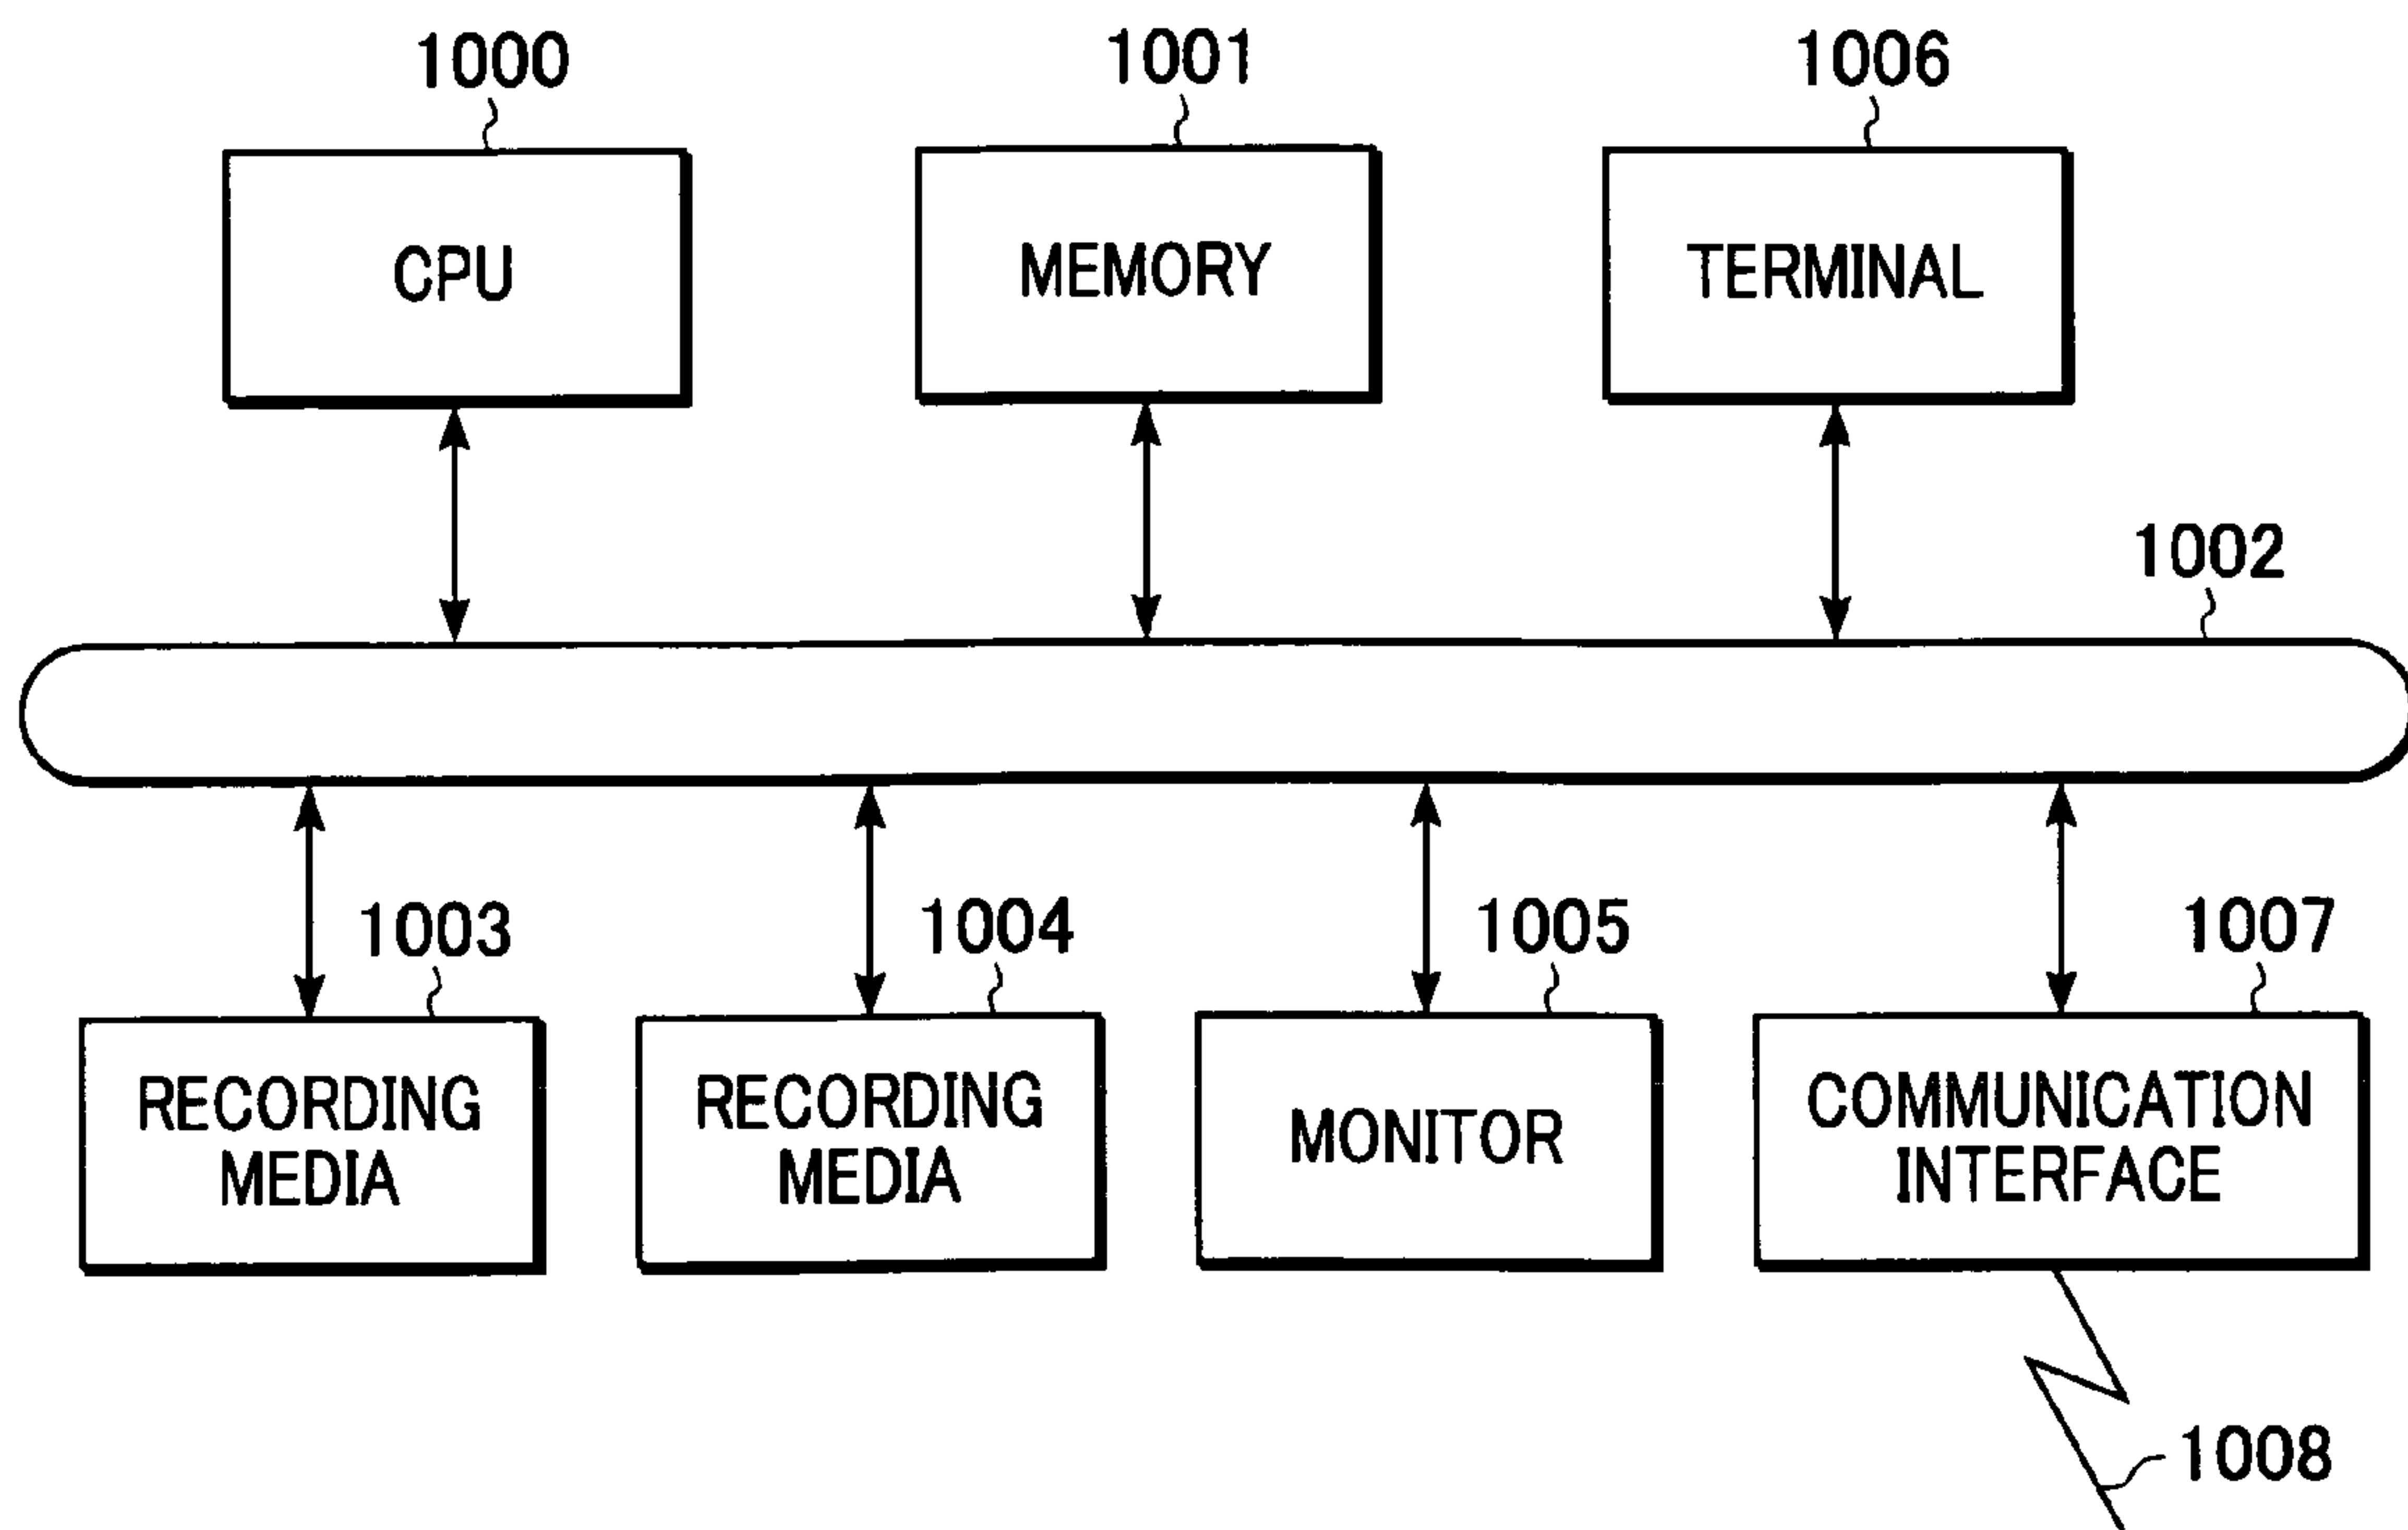 1000
1001
1006
CPU
MEMORY
TERMINAL
1002
1003
1004
1005
1007
RECORDING
MEDIA
RECORDING
MEDIA
MONITOR
COMMUNICATION
INTERFACE
1008